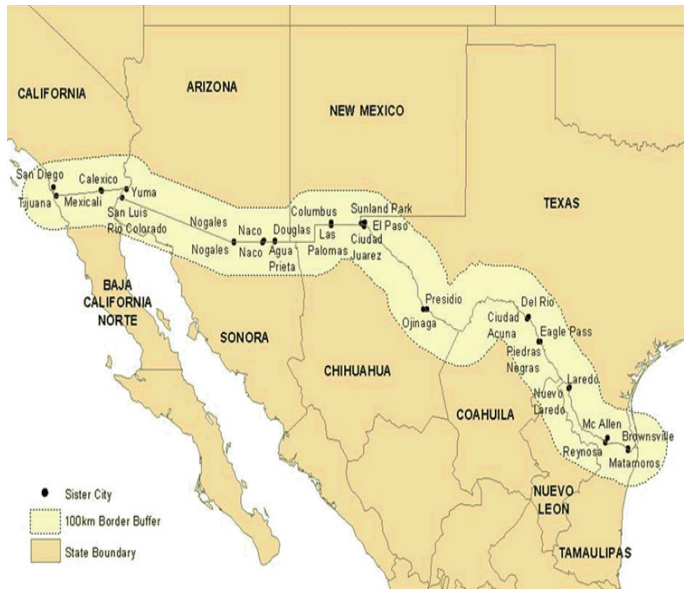 CALIFORNIA
ARIZONA
NEW MEXICO
TEXAS
San Diego
Calexico
Yuma
Tijuana
Mexicali
San Luis
Rio Colorado
Nogales
Nogales
Naco
Naco
Douglas
Agua
Prieta
Columbus
Las
Palomas
Sunland Park
El Paso
Ciudad
Juarez
Presidio
Ojinaga
Del Rio
Ciudad
Acuna
Eagle Pass
Piedras
Negras
Laredo
Nuevo
Laredo
Mc Allen
Reynosa
Brownsville
Matamoros
BAJA
CALIFORNIA
NORTE
SONORA
CHIHUAHUA
COAHUILA
NUEVO
LEON
TAMAULIPAS
Sister City
100km Border Buffer
State Boundary